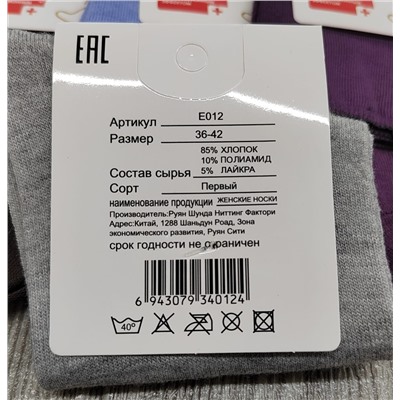 EAC
Артикул E012
Размер 36-42
85% ХЛОПОК
10% ПОЛИАМИД
Состав сырья 5% ЛАЙКРА
Сорт Первый
наименование продукции ЖЕНСКИЕ НОСКИ
Производитель:Руян Шунда Ниттинг Фактори
Адрес:Китай, 1288 Шаньдун Роад, Зона
экономического развития, Руян Сити
срок годности не ограничен
6 943079 340124
40°